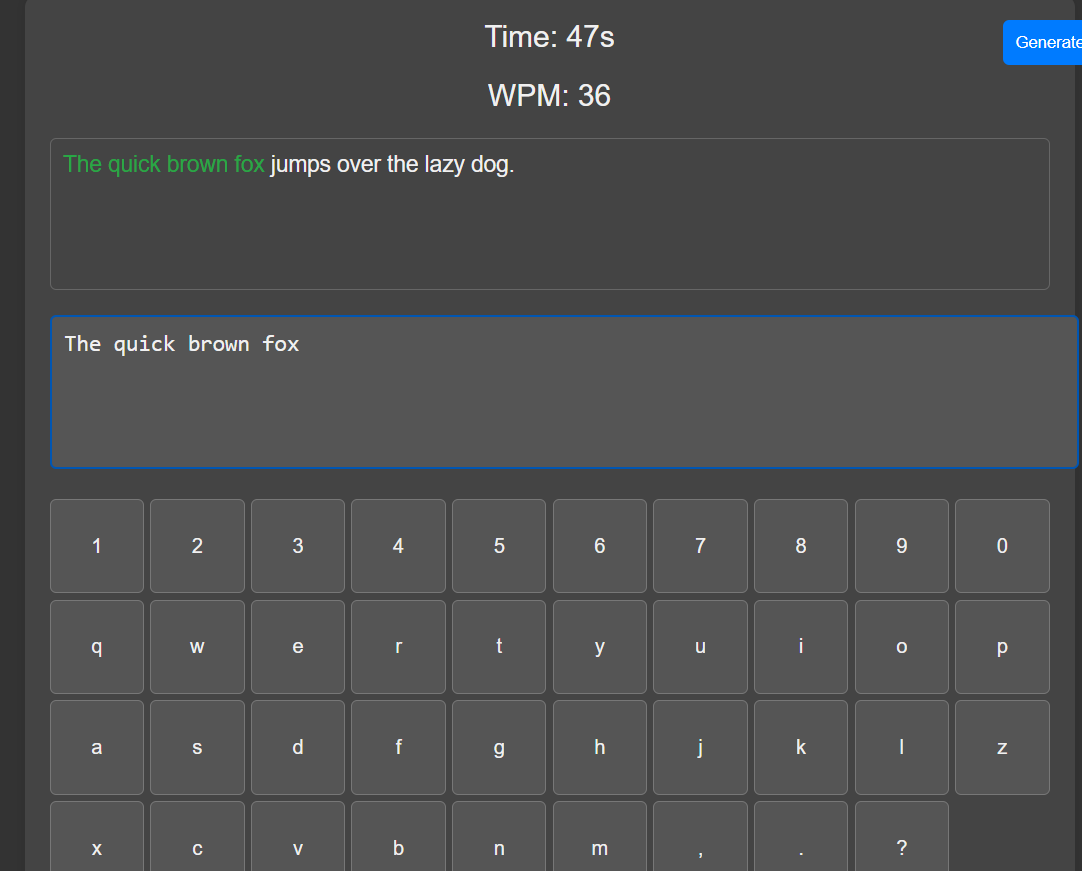 Time: 47s
Generate
WPM: 36
The quick brown fox jumps over the lazy dog.
The quick brown fox
1 2 3 4 5 6 7 8 9 0
q w e r t y u i o p
a s d f g h j k l z
x c v b n m , . ?